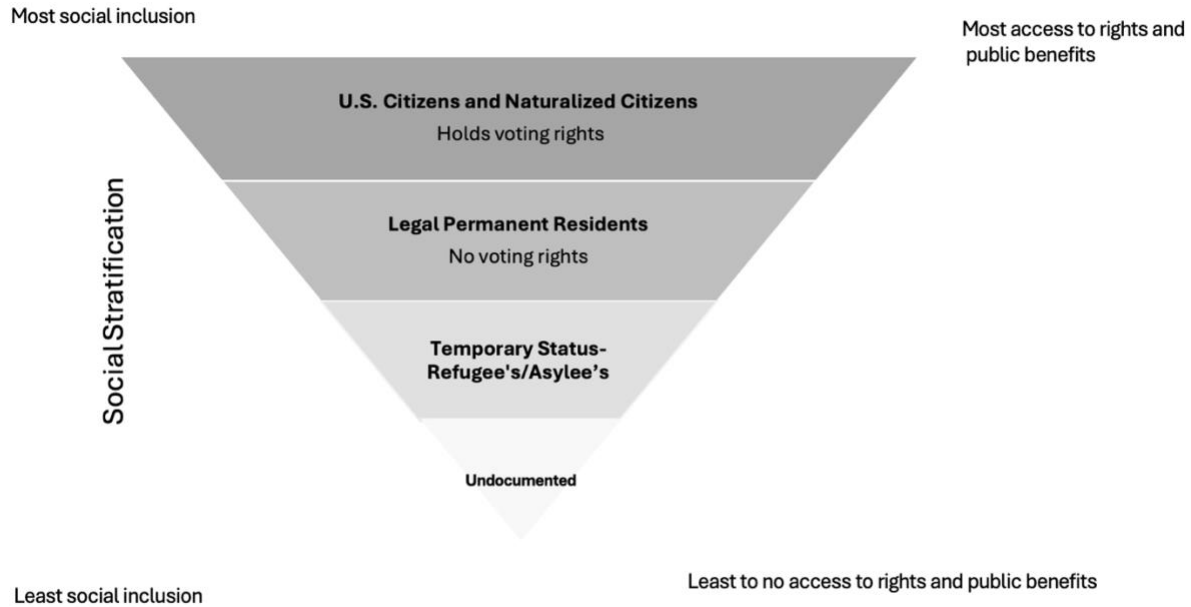 Most social inclusion
Most access to rights and
public benefits
U.S. Citizens and Naturalized Citizens
Holds voting rights
Social Stratification
Legal Permanent Residents
No voting rights
Temporary Status-
Refugee's/Asylee’s
Undocumented
Least to no access to rights and public benefits
Least social inclusion